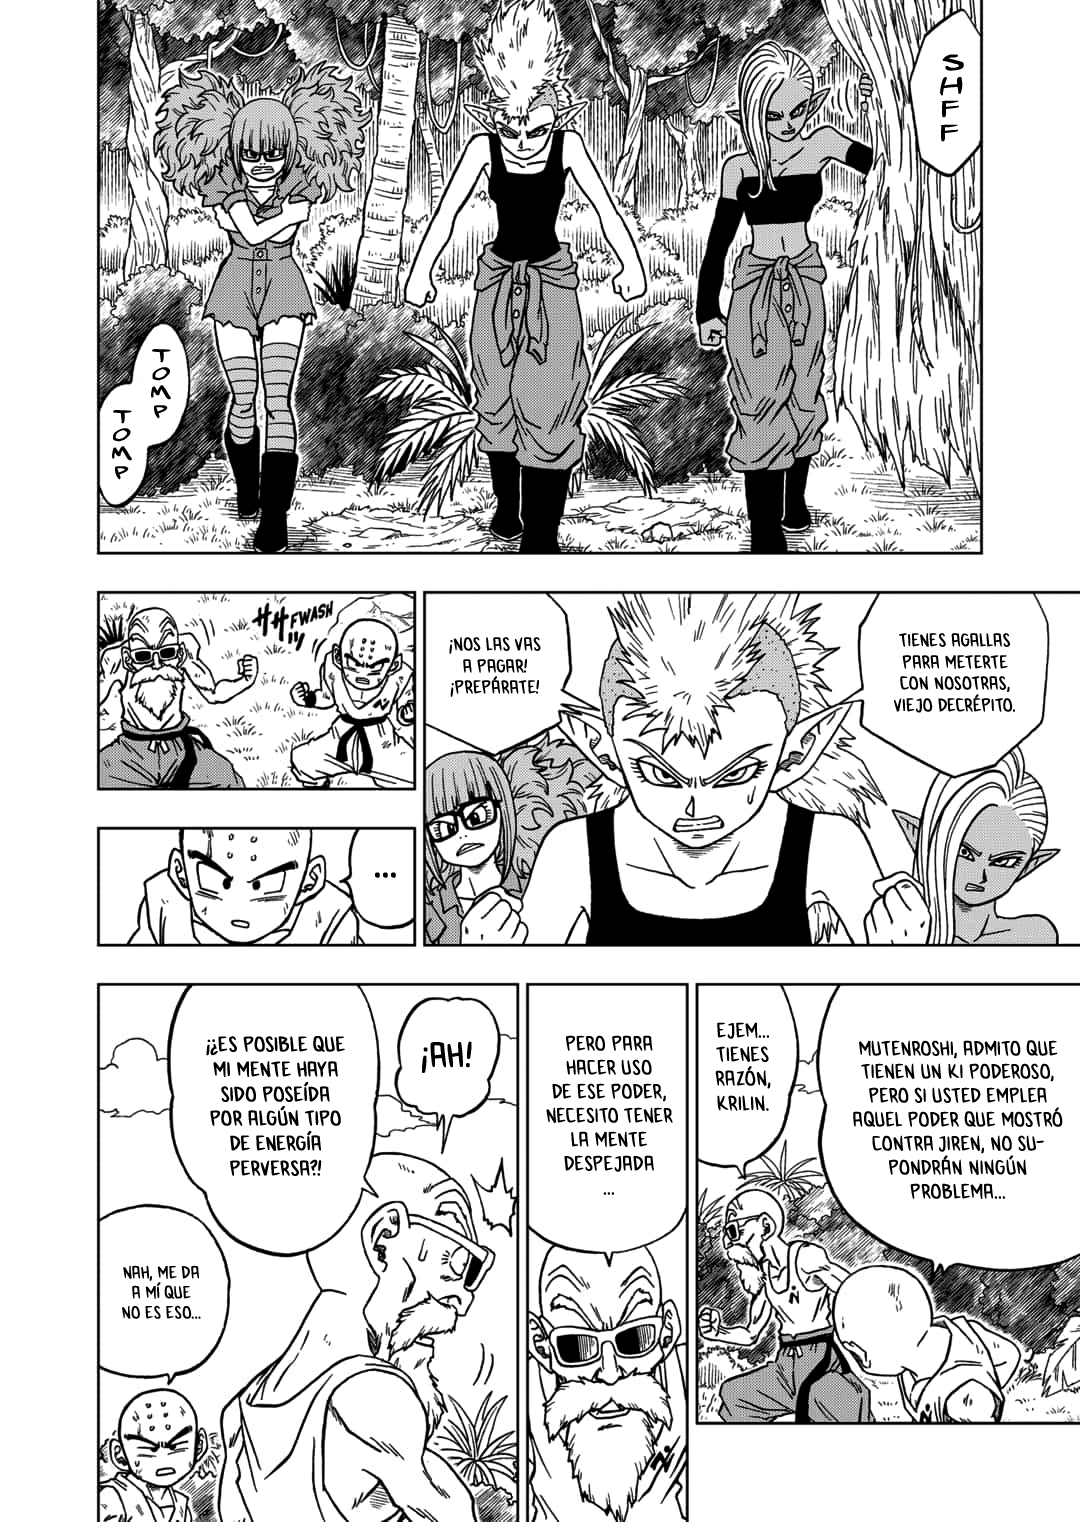 SHFF
TOMP
TOMP
TIENES AGALLAS
PARA METERTE
CON NOSOTRAS,
VIEJO DECRÉPITO.
¡NOS LAS VAS
A PAGAR!
¡PREPÁRATE!
ササッ
FWASH
...
MUTENROSHI, ADMITO QUE
TIENEN UN KI PODEROSO,
PERO SI USTED EMPLEA
AQUEL PODER QUE MOSTRÓ
CONTRA JIREN, NO SU-
PONDRÁN NINGÚN
PROBLEMA...
EJEM...
TIENES
RAZÓN,
KRILIN.
PERO PARA
HACER USO
DE ESE PODER,
NECESITO TENER
LA MENTE
DESPEJADA
...
¡AH!
¡¿ES POSIBLE QUE
MI MENTE HAYA
SIDO POSEÍDA
POR ALGÚN TIPO
DE ENERGÍA
PERVERSA?!
NAH, ME DA
A MÍ QUE
NO ES ESO...